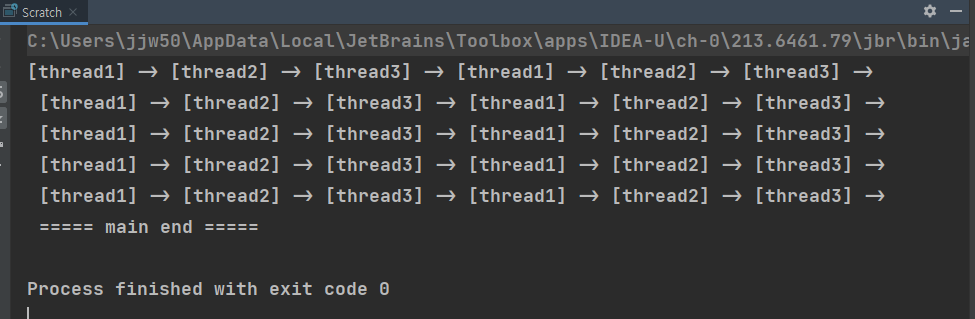 Scratch
C:\Users\jjw50\AppData\Local\JetBrains\Toolbox\apps\IDEA-U\ch-0\213.6461.79\jbr\bin\ja
[thread1] -> [thread2] -> [thread3] -> [thread1] -> [thread2] -> [thread3] ->
[thread1] -> [thread2] -> [thread3] -> [thread1] -> [thread2] -> [thread3] ->
[thread1] -> [thread2] -> [thread3] -> [thread1] -> [thread2] -> [thread3] ->
[thread1] -> [thread2] -> [thread3] -> [thread1] -> [thread2] -> [thread3] ->
[thread1] -> [thread2] -> [thread3] -> [thread1] -> [thread2] -> [thread3] ->
===== main end =====
Process finished with exit code 0